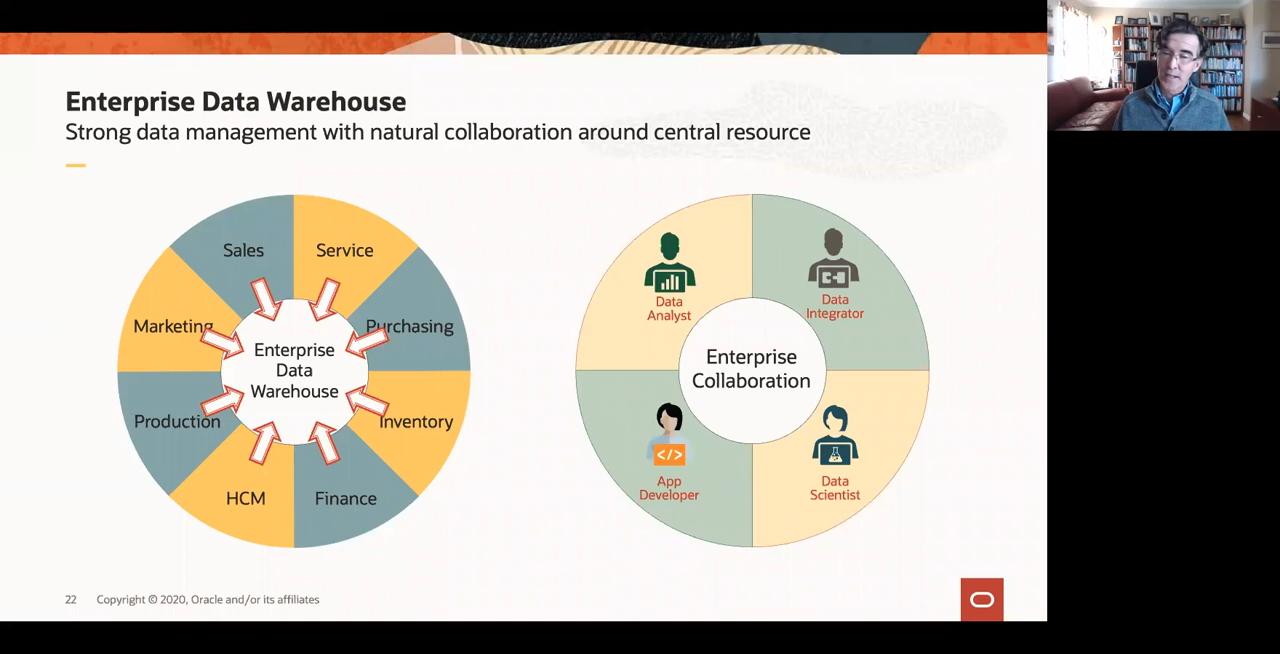 Enterprise Data Warehouse
Strong data management with natural collaboration around central resource
Sales
Service
Marketing
Purchasing
Enterprise
Data
Warehouse
Production
Inventory
HCM
Finance
Data
Analyst
Data
Integrator
Enterprise
Collaboration
</>
App
Developer
Data
Scientist
22
Copyright © 2020, Oracle and/or its affiliates